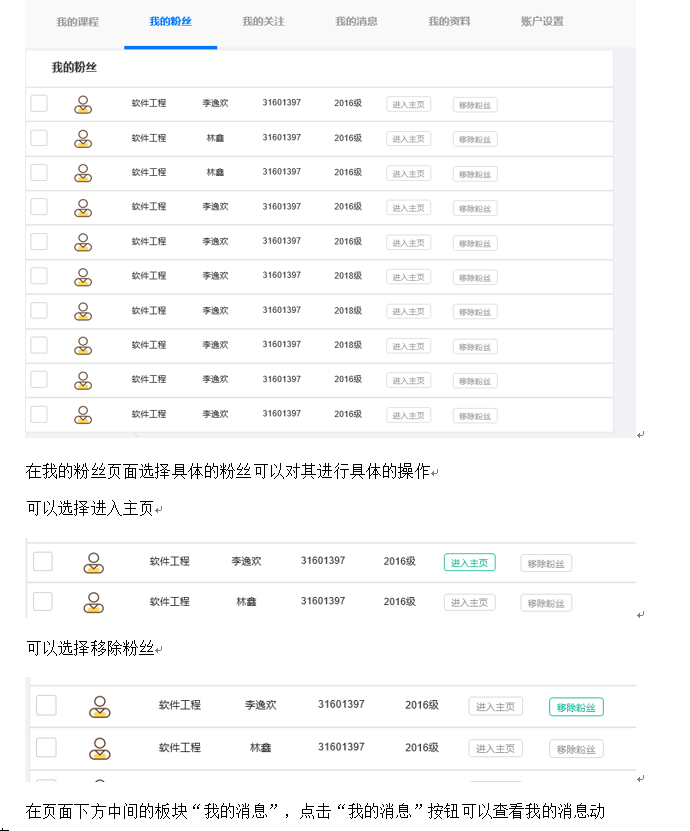 我的课程 我的粉丝 我的关注 我的消息 我的资料 账户设置
我的粉丝
软件工程 李逸欢 31601397 2016级 进入主页 移除粉丝
软件工程 林鑫 31601397 2016级 进入主页 移除粉丝
软件工程 林鑫 31601397 2016级 进入主页 移除粉丝
软件工程 李逸欢 31601397 2016级 进入主页 移除粉丝
软件工程 李逸欢 31601397 2016级 进入主页 移除粉丝
软件工程 李逸欢 31601397 2018级 进入主页 移除粉丝
软件工程 李逸欢 31601397 2018级 进入主页 移除粉丝
软件工程 李逸欢 31601397 2018级 进入主页 移除粉丝
软件工程 李逸欢 31601397 2016级 进入主页 移除粉丝
软件工程 李逸欢 31601397 2016级 进入主页 移除粉丝
在我的粉丝页面选择具体的粉丝可以对其进行具体的操作
可以选择进入主页
软件工程 李逸欢 31601397 2016级 进入主页 移除粉丝
软件工程 林鑫 31601397 2016级 进入主页 移除粉丝
可以选择移除粉丝
软件工程 李逸欢 31601397 2016级 进入主页 移除粉丝
软件工程 林鑫 31601397 2016级 进入主页 移除粉丝
在页面下方中间的板块“我的消息”，点击“我的消息”按钮可以查看我的消息动